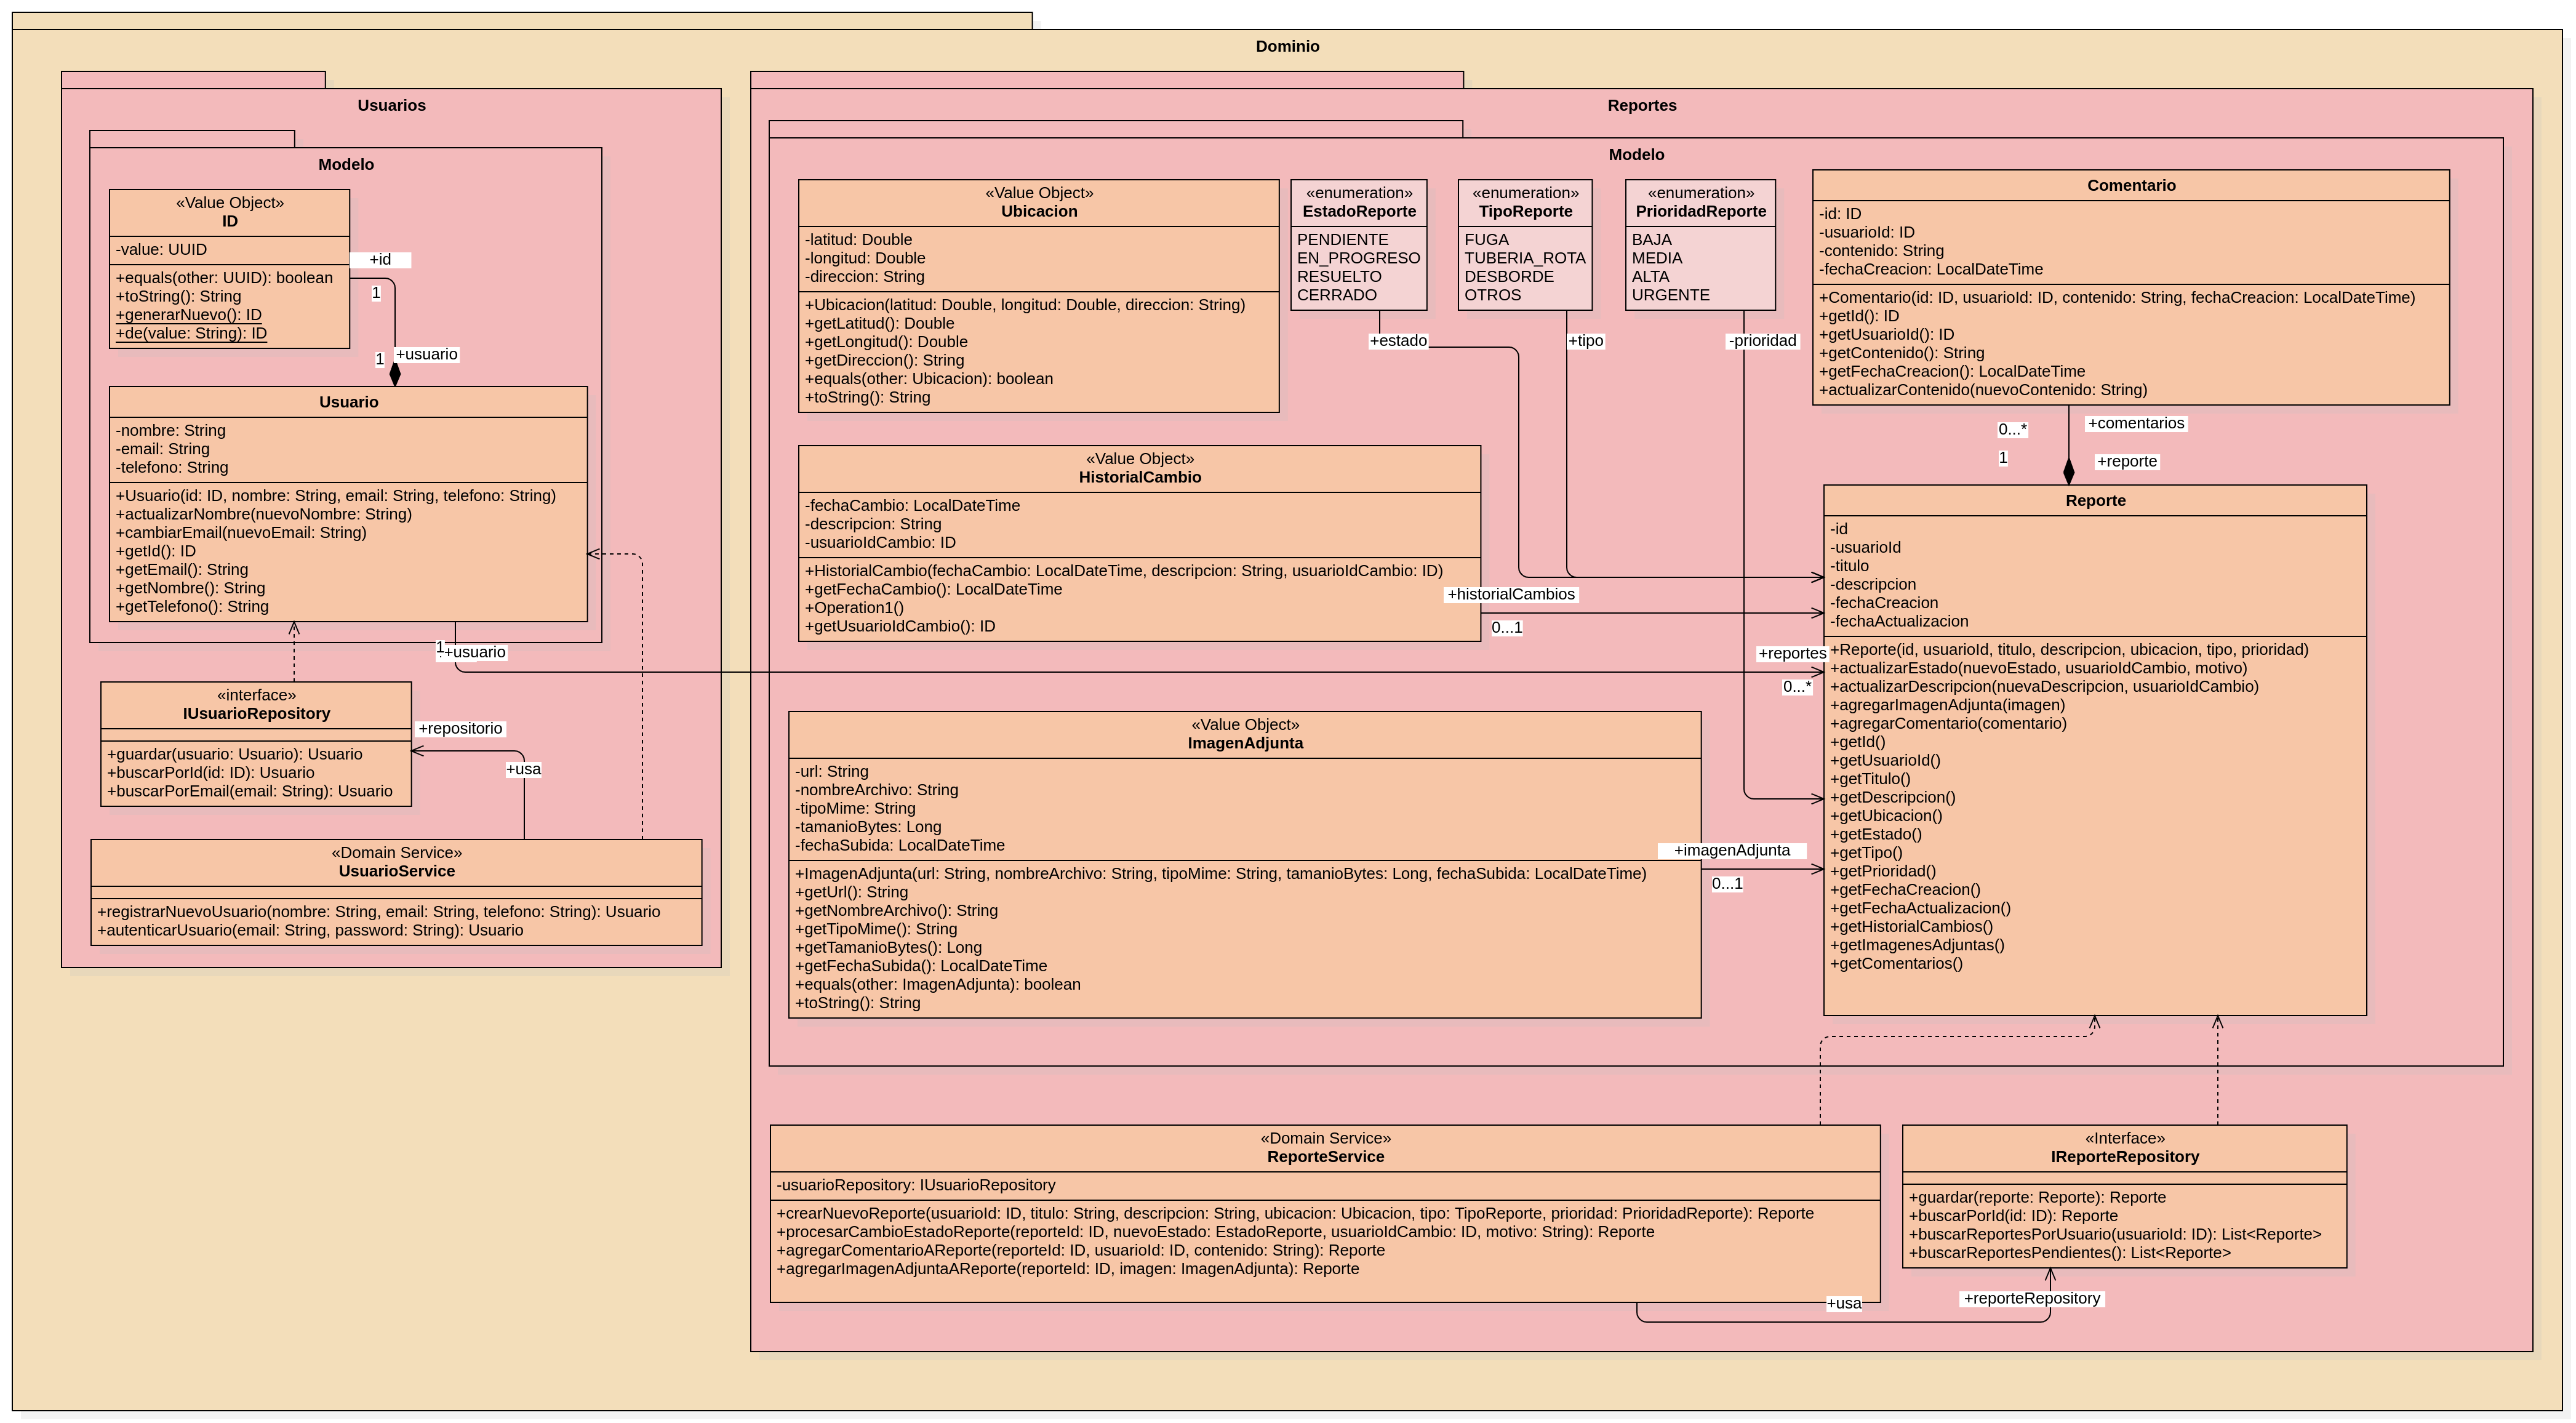 Dominio
Usuarios
Modelo
«Value Object»
ID
-value: UUID
+equals(other: UUID): boolean
+toString(): String
+generarNuevo(): ID
+de(value: String): ID
+id
1
1
+usuario
Usuario
-nombre: String
-email: String
-telefono: String
+Usuario(id: ID, nombre: String, email: String, telefono: String)
+actualizarNombre(nuevoNombre: String)
+cambiarEmail(nuevoEmail: String)
+getId(): ID
+getEmail(): String
+getNombre(): String
+getTelefono(): String
1
+usuario
«interface»
IUsuarioRepository
+guardar(usuario: Usuario): Usuario
+buscarPorId(id: ID): Usuario
+buscarPorEmail(email: String): Usuario
+repositorio
+usa
«Domain Service»
UsuarioService
+registrarNuevoUsuario(nombre: String, email: String, telefono: String): Usuario
+autenticarUsuario(email: String, password: String): Usuario
Reportes
Modelo
«Value Object»
Ubicacion
-latitud: Double
-longitud: Double
-direccion: String
+Ubicacion(latitud: Double, longitud: Double, direccion: String)
+getLatitud(): Double
+getLongitud(): Double
+getDireccion(): String
+equals(other: Ubicacion): boolean
+toString(): String
«enumeration»
EstadoReporte
PENDIENTE
EN_PROGRESO
RESUELTO
CERRADO
+estado
«enumeration»
TipoReporte
FUGA
TUBERIA_ROTA
DESBORDE
OTROS
+tipo
«enumeration»
PrioridadReporte
BAJA
MEDIA
ALTA
URGENTE
-prioridad
Comentario
-id: ID
-usuarioId: ID
-contenido: String
-fechaCreacion: LocalDateTime
+Comentario(id: ID, usuarioId: ID, contenido: String, fechaCreacion: LocalDateTime)
+getId(): ID
+getUsuarioId(): ID
+getContenido(): String
+getFechaCreacion(): LocalDateTime
+actualizarContenido(nuevoContenido: String)
0...*
+comentarios
1
+reporte
«Value Object»
HistorialCambio
-fechaCambio: LocalDateTime
-descripcion: String
-usuarioIdCambio: ID
+HistorialCambio(fechaCambio: LocalDateTime, descripcion: String, usuarioIdCambio: ID)
+getFechaCambio(): LocalDateTime
+Operation1()
+getUsuarioIdCambio(): ID
+historialCambios
0...1
+reportes
0...*
Reporte
-id
-usuarioId
-titulo
-descripcion
-fechaCreacion
-fechaActualizacion
+Reporte(id, usuarioId, titulo, descripcion, ubicacion, tipo, prioridad)
+actualizarEstado(nuevoEstado, usuarioIdCambio, motivo)
+actualizarDescripcion(nuevaDescripcion, usuarioIdCambio)
+agregarImagenAdjunta(imagen)
+agregarComentario(comentario)
+getId()
+getUsuarioId()
+getTitulo()
+getDescripcion()
+getUbicacion()
+getEstado()
+getTipo()
+getPrioridad()
+getFechaCreacion()
+getFechaActualizacion()
+getHistorialCambios()
+getImagenesAdjuntas()
+getComentarios()
«Value Object»
ImagenAdjunta
-url: String
-nombreArchivo: String
-tipoMime: String
-tamanioBytes: Long
-fechaSubida: LocalDateTime
+ImagenAdjunta(url: String, nombreArchivo: String, tipoMime: String, tamanioBytes: Long, fechaSubida: LocalDateTime)
+getUrl(): String
+getNombreArchivo(): String
+getTipoMime(): String
+getTamanioBytes(): Long
+getFechaSubida(): LocalDateTime
+equals(other: ImagenAdjunta): boolean
+toString(): String
+imagenAdjunta
0...1
«Domain Service»
ReporteService
-usuarioRepository: IUsuarioRepository
+crearNuevoReporte(usuarioId: ID, titulo: String, descripcion: String, ubicacion: Ubicacion, tipo: TipoReporte, prioridad: PrioridadReporte): Reporte
+procesarCambioEstadoReporte(reporteId: ID, nuevoEstado: EstadoReporte, usuarioIdCambio: ID, motivo: String): Reporte
+agregarComentarioAReporte(reporteId: ID, usuarioId: ID, contenido: String): Reporte
+agregarImagenAdjuntaAReporte(reporteId: ID, imagen: ImagenAdjunta): Reporte
+usa
«Interface»
IReporteRepository
+guardar(reporte: Reporte): Reporte
+buscarPorId(id: ID): Reporte
+buscarReportesPorUsuario(usuarioId: ID): List<Reporte>
+buscarReportesPendientes(): List<Reporte>
+reporteRepository